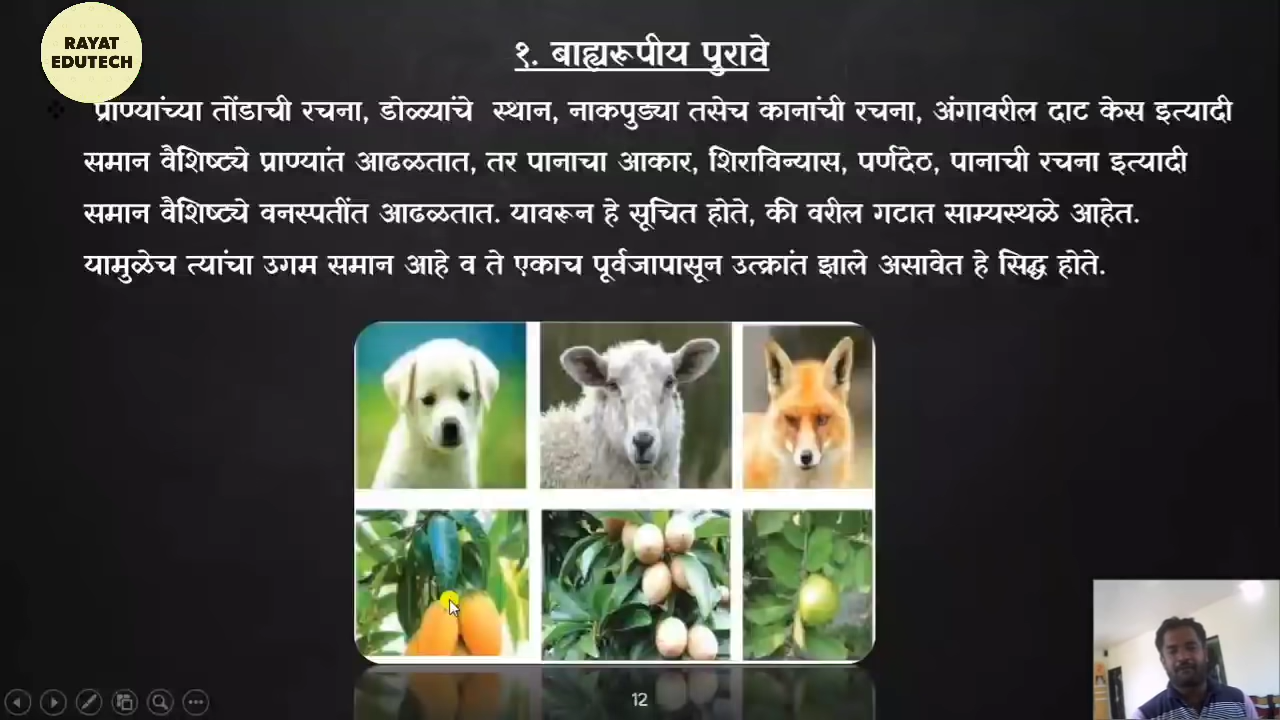 RAYAT
EDUTECH
१. बाह्यरूपीय पुरावे
प्राण्यांच्या तोंडाची रचना, डोळ्यांचे स्थान, नाकपुड्या तसेच कानांची रचना, अंगावरील दाट केस इत्यादी
समान वैशिष्ट्ये प्राण्यांत आढळतात, तर पानाचा आकार, शिराविन्यास, पर्णदेठ, पानाची रचना इत्यादी
समान वैशिष्ट्ये वनस्पतींत आढळतात. यावरून हे सूचित होते, की वरील गटात साम्यस्थळे आहेत.
यामुळेच त्यांचा उगम समान आहे व ते एकाच पूर्वजापासून उत्क्रांत झाले असावेत हे सिद्ध होते.
12